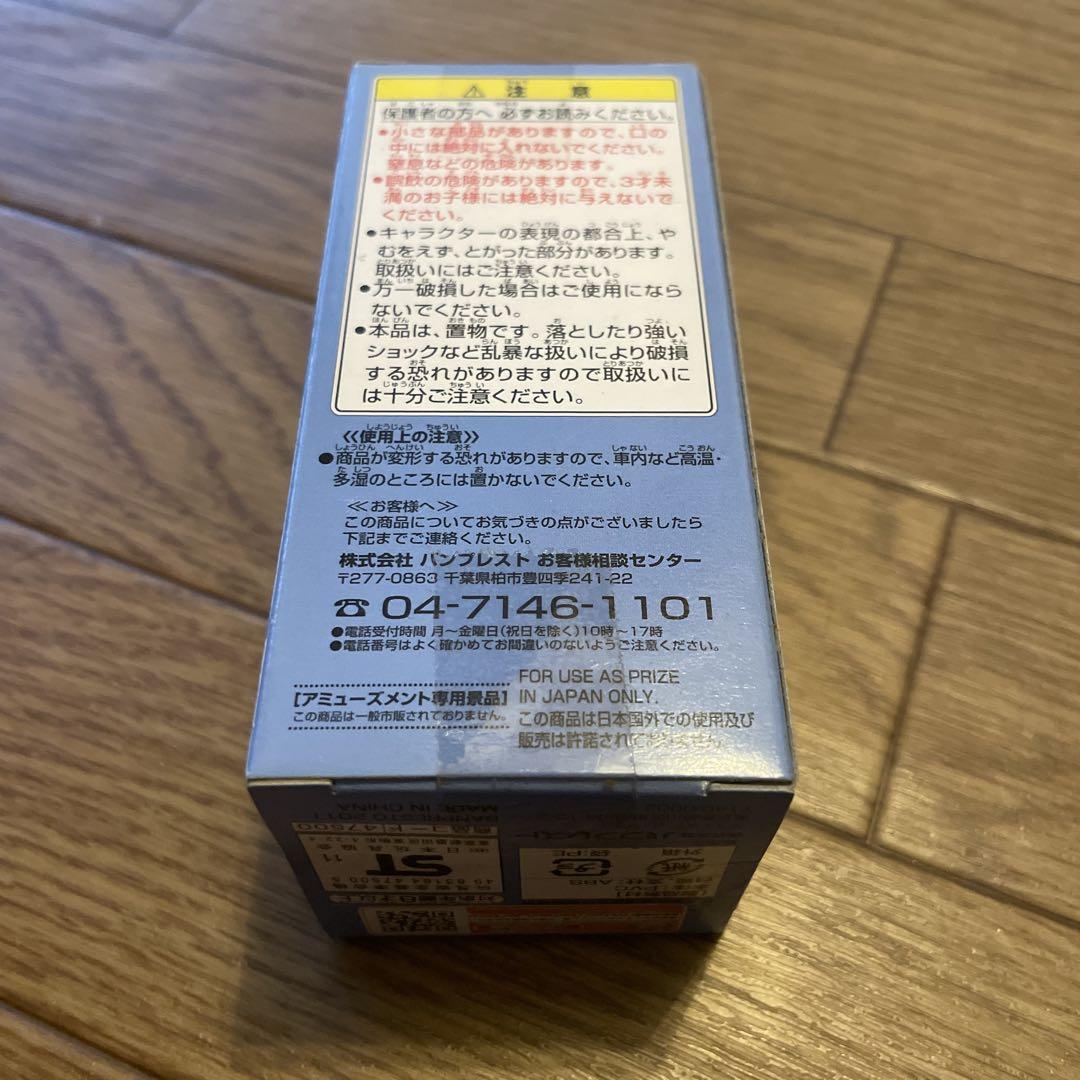 ⚠ 注意
保護者の方へ 必ずお読みください。
●小さな部品がありますので、口の
中には絶対に入れないでください。
窒息などの危険があります。
●誤飲の危険がありますので、3才未
満のお子様には絶対に与えないで
ください。
●キャラクターの表現の都合上、や
むをえず、とがった部分があります。
取扱いにはご注意ください。
●万一破損した場合はご使用になら
ないでください。
●本品は、置物です。落としたり強い
ショックなど乱暴な扱いにより破損
する恐れがありますので取扱いに
は十分ご注意ください。
≪使用上の注意≫
●商品が変形する恐れがありますので、車内など高温・
多湿のところには置かないでください。
≪お客様へ≫
この商品についてお気づきの点がございましたら
下記までご連絡ください。
株式会社 バンプレスト お客様相談センター
〒277-0863 千葉県柏市豊四季241-22
☎ 04-7146-1101
●電話受付時間 月～金曜日(祝日を除く)10時～17時
●電話番号はよく確かめてお間違いのないようご注意ください。
[アミューズメント専用景品]
この商品は一般市販されておりません。
FOR USE AS PRIZE
IN JAPAN ONLY.
この商品は日本国外での使用及び
販売は許諾されておりません。
BANPRESTO 2011
MADE IN CHINA
商品コード 47500
ST
11
外箱
紙
袋:PE